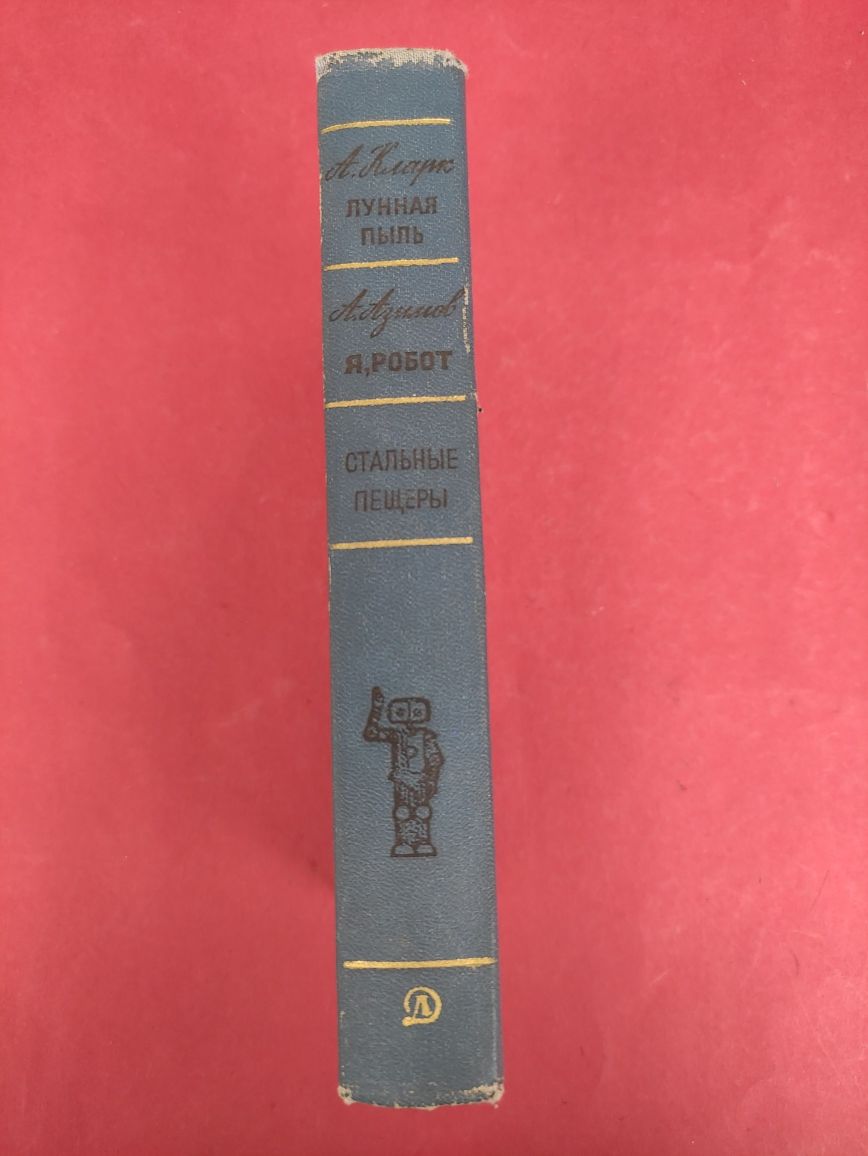 А. Кларк
ЛУННАЯ
ПЫЛЬ
А. Азимов
Я, РОБОТ
СТАЛЬНЫЕ
ПЕЩЕРЫ
Д